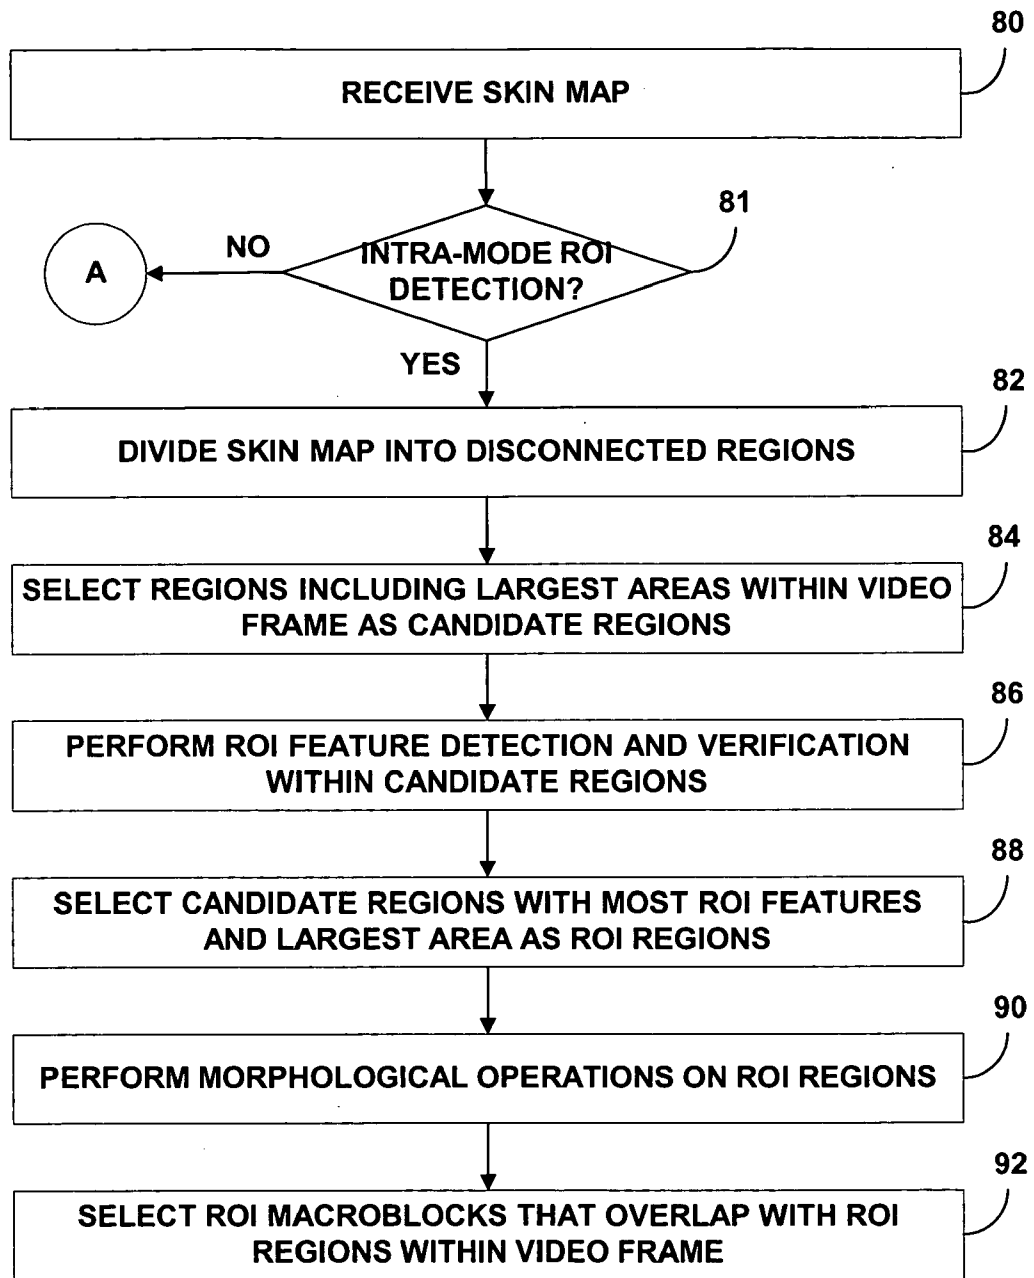 80
RECEIVE SKIN MAP
81
INTRA-MODE ROI
DETECTION?
NO
A
YES
82
DIVIDE SKIN MAP INTO DISCONNECTED REGIONS
84
SELECT REGIONS INCLUDING LARGEST AREAS WITHIN VIDEO
FRAME AS CANDIDATE REGIONS
86
PERFORM ROI FEATURE DETECTION AND VERIFICATION
WITHIN CANDIDATE REGIONS
88
SELECT CANDIDATE REGIONS WITH MOST ROI FEATURES
AND LARGEST AREA AS ROI REGIONS
90
PERFORM MORPHOLOGICAL OPERATIONS ON ROI REGIONS
92
SELECT ROI MACROBLOCKS THAT OVERLAP WITH ROI
REGIONS WITHIN VIDEO FRAME